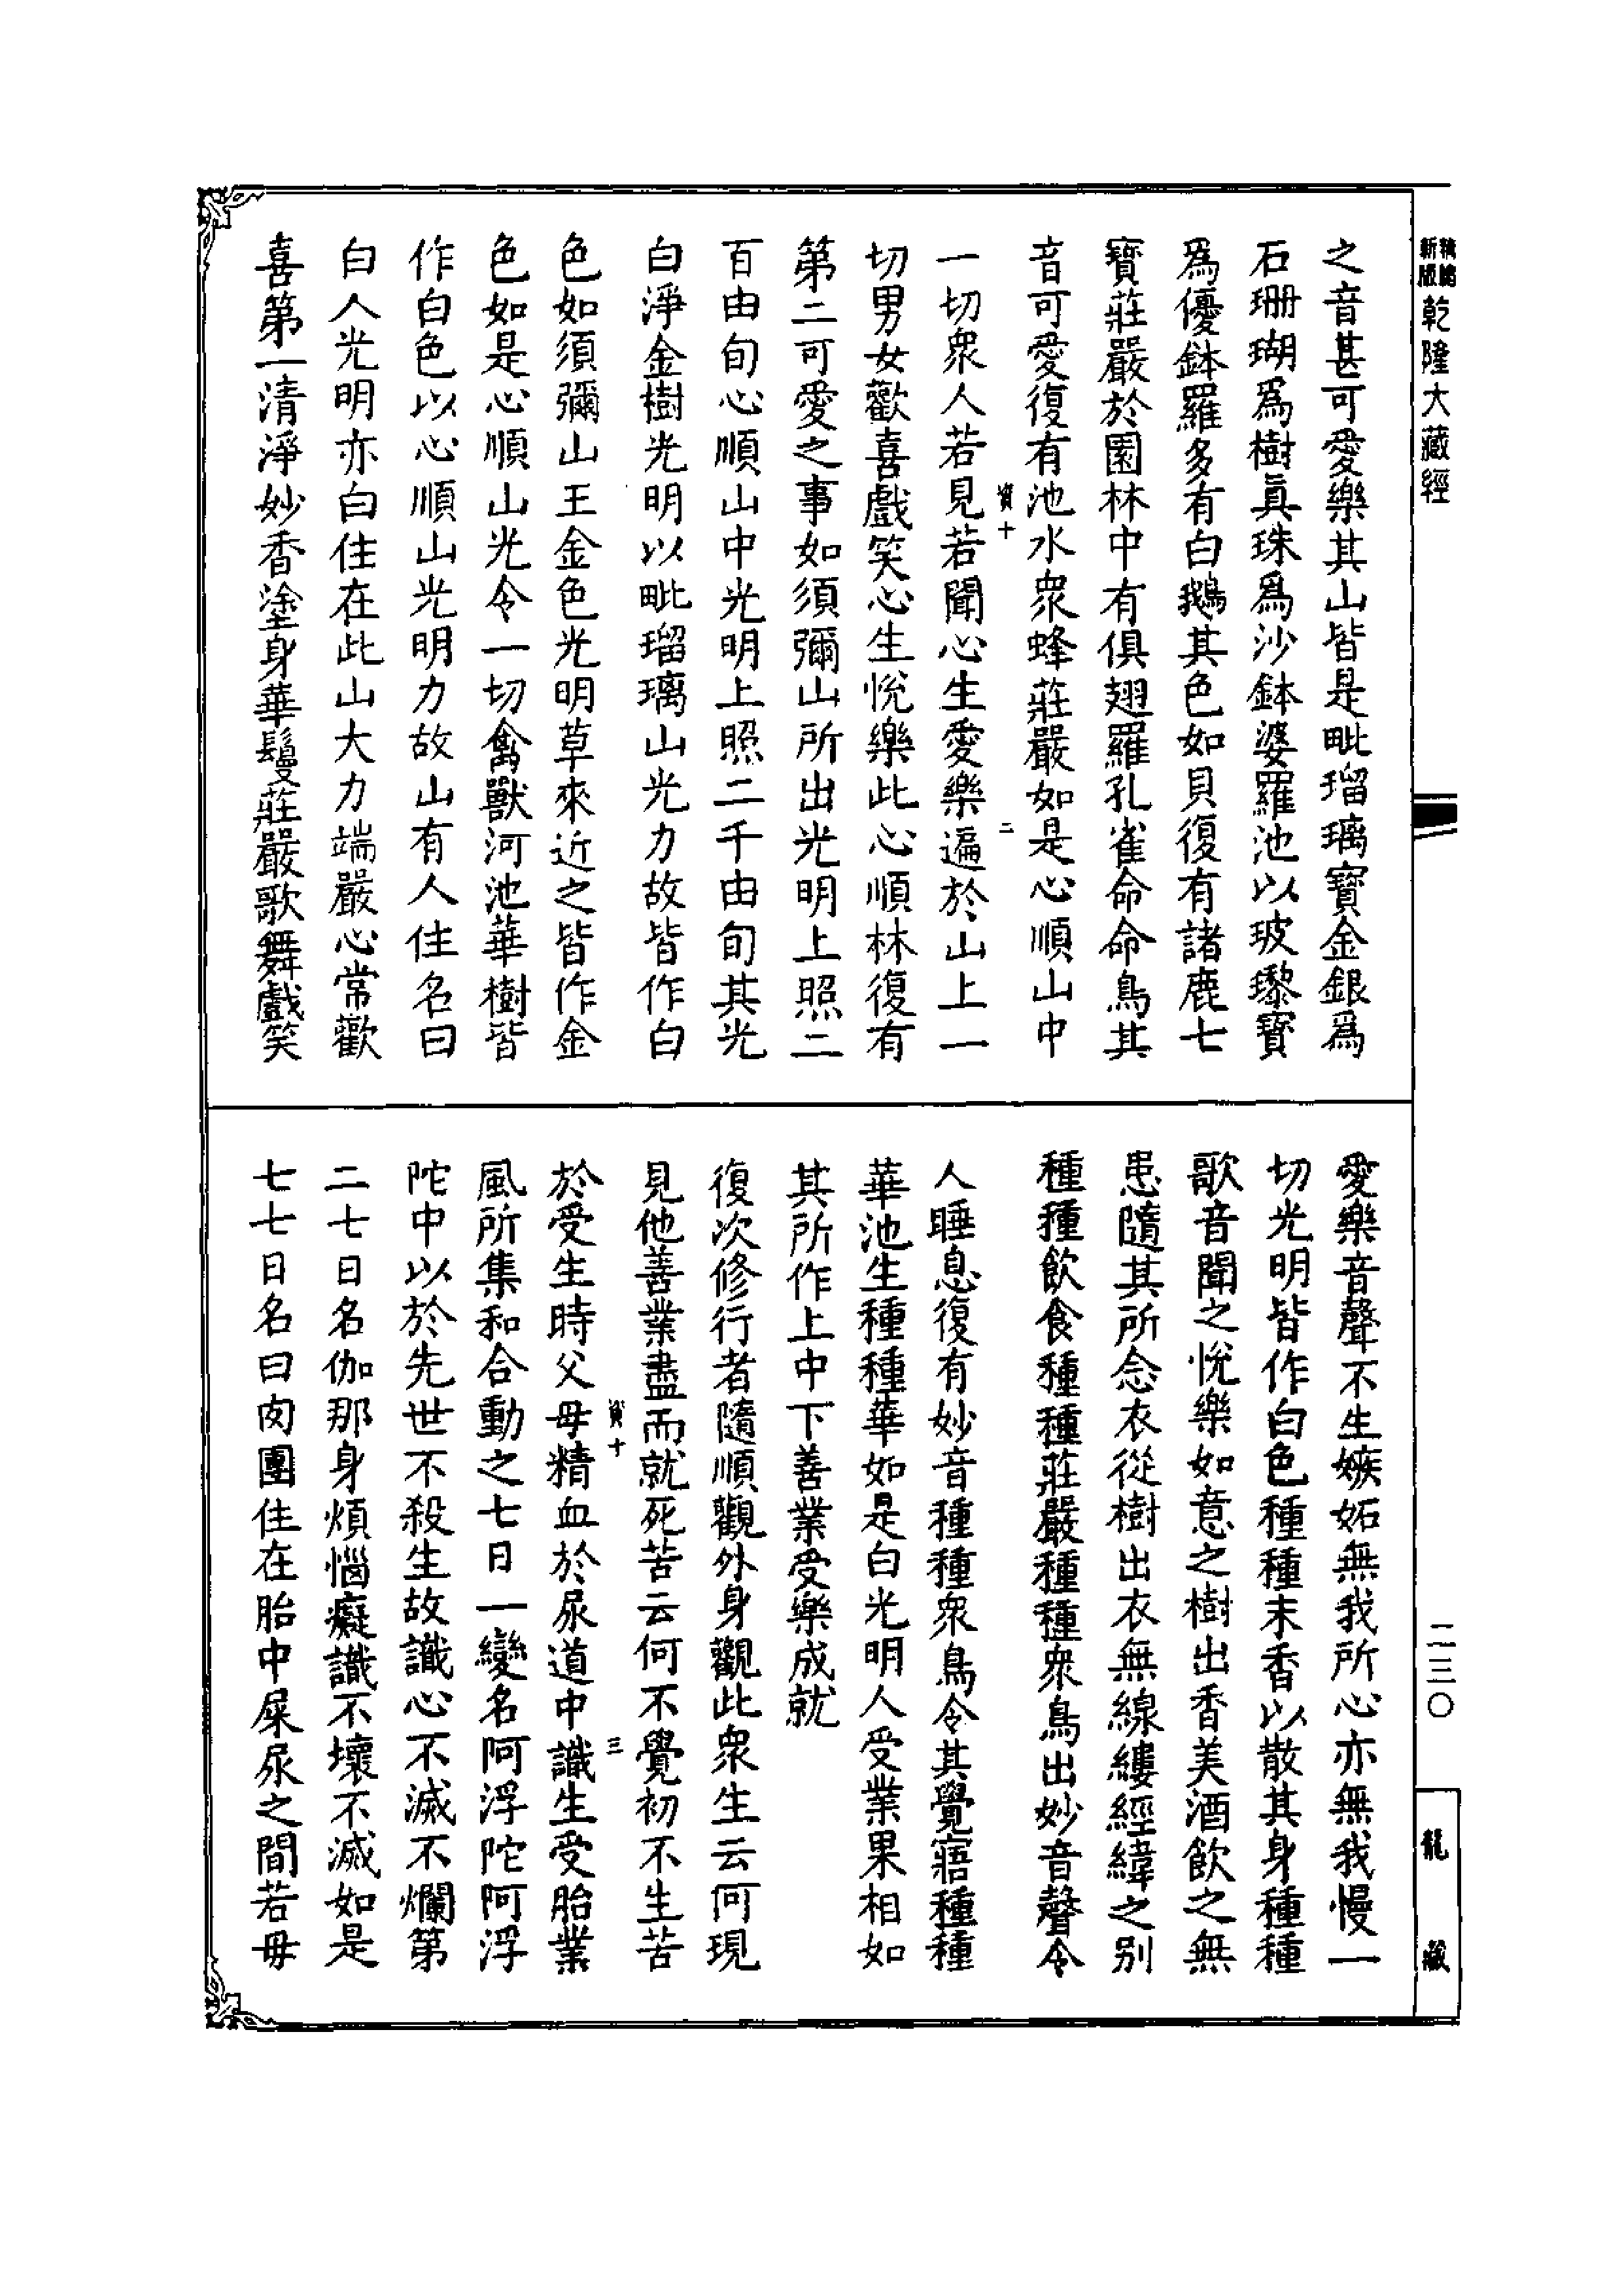 新版
乾隆大藏經
之音甚可愛樂其山皆是毗瑠璃寶金銀爲
石珊瑚爲樹真珠爲沙鉢婆羅池以玻瓈寶
爲優鉢羅多有白鵝其色如貝復有諸鹿七
寶莊嚴於園林中有俱翅羅孔雀命命鳥其
音可愛復有池水衆蜂莊嚴如是心順山中
資十
二
一切衆人若見若聞心生愛樂遍於山上一
切男女歡喜戲笑心生悅樂此心順林復有
第二可愛之事如須彌山所出光明上照二
百由旬心順山中光明上照二千由旬其光
白淨金樹光明以毗瑠璃山光力故皆作白
色如須彌山王金色光明草來近之皆作金
色如是心順山光令一切禽獸河池華樹皆
作白色以心順山光明力故山有人住名曰
白人光明亦白住在此山大力端嚴心常歡
喜第一清淨妙香塗身華鬘莊嚴歌舞戲笑
愛樂音聲不生嫉妬無我所心亦無我慢一
切光明皆作白色種種末香以散其身種種
歌音聞之悅樂如意之樹出香美酒飲之無
患隨其所念衣從樹出衣無線縷經緯之別
種種飲食種種莊嚴種種衆鳥出妙音聲令
人睡息復有妙音種種衆鳥令其覺寤種種
華池生種種華如是白光明人受業果相如
其所作上中下善業受樂成就
復次修行者隨順觀外身觀此衆生云何現
見他善業盡而就死苦云何不覺初不生苦
資十
三
於受生時父母精血於尿道中識生受胎業
風所集和合動之七日一變名阿浮陀阿浮
陀中以於先世不殺生故識心不滅不爛第
二七日名伽那身煩惱癡識不壞不滅如是
七七日名曰肉團住在胎中屎尿之間若母
二三〇
龍藏